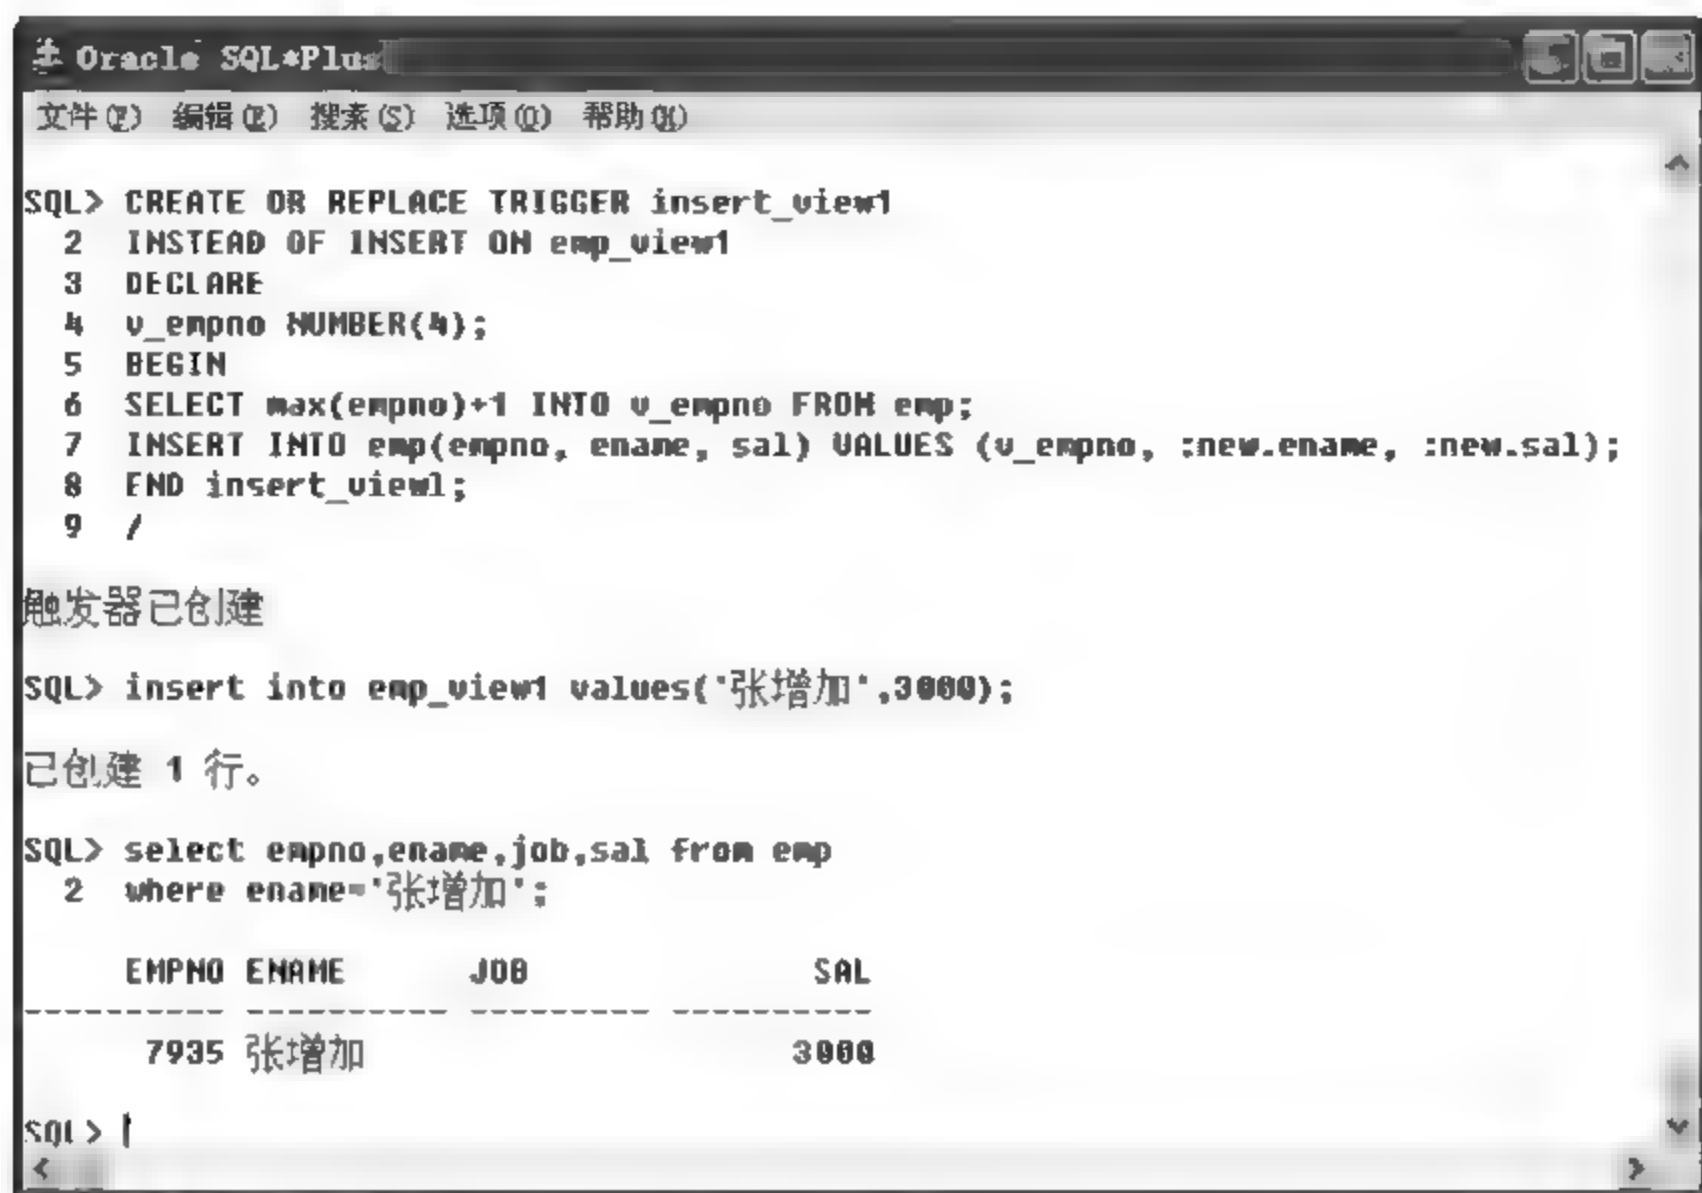 Oracle SQL*Plus
文件(F) 编辑(E) 搜索(S) 选项(O) 帮助(H)
SQL> CREATE OR REPLACE TRIGGER insert_view1
2 INSTEAD OF INSERT ON emp_view1
3 DECLARE
4 v_empno NUMBER(4);
5 BEGIN
6 SELECT max(empno)+1 INTO v_empno FROM emp;
7 INSERT INTO emp(empno, ename, sal) VALUES (v_empno, :new.ename, :new.sal);
8 END insert_viewl;
9 /
触发器已创建
SQL> insert into emp_view1 values('张增加',3000);
已创建 1 行。
SQL> select empno,ename,job,sal from emp
2 where ename='张增加';
EMPNO ENAME JOB SAL
---------- ---------- --------- ----------
7935 张增加 3000
SQL>